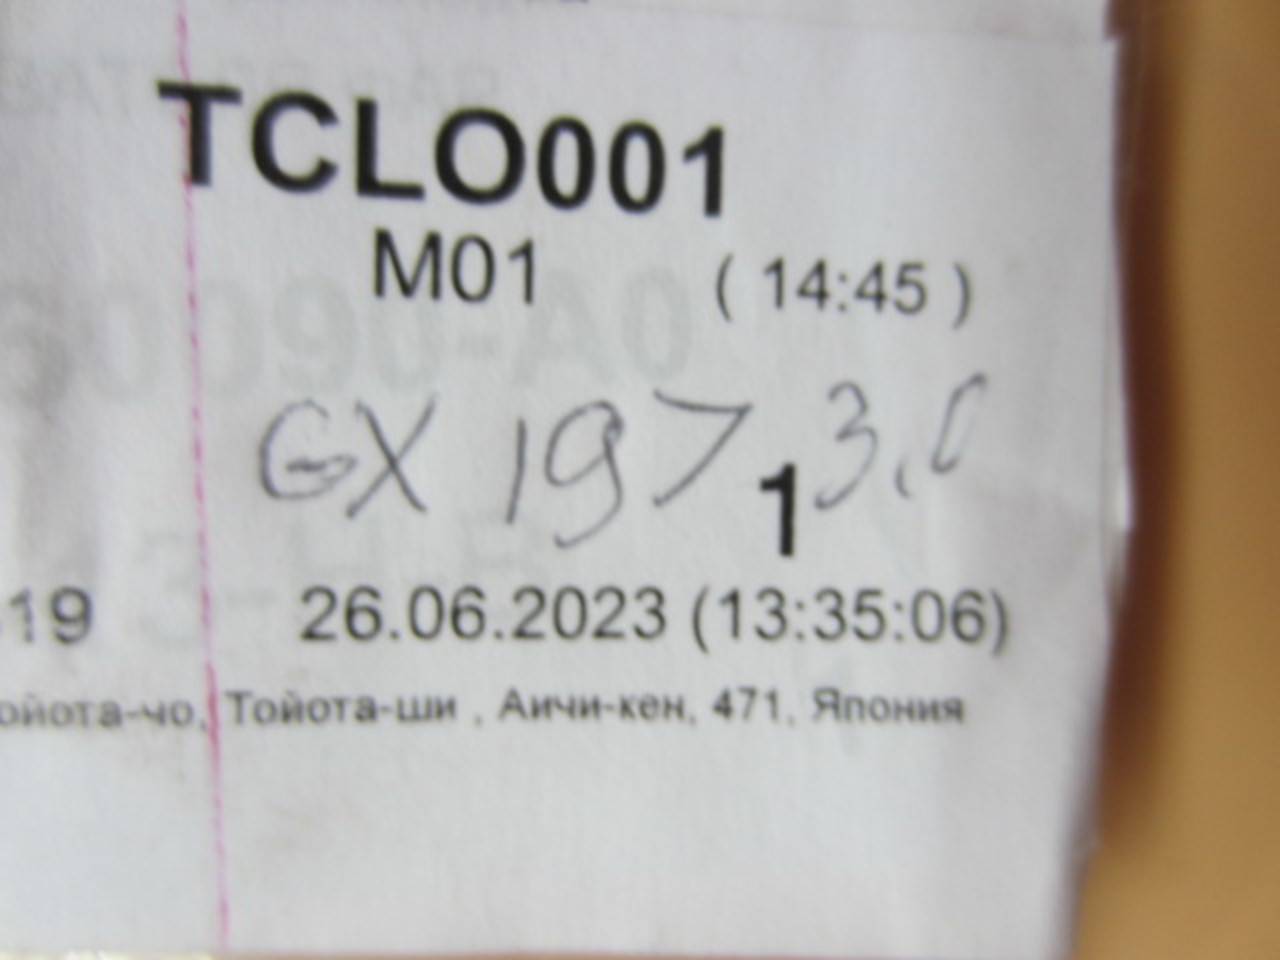 TCLO001
M01 ( 14:45 )
GX 197 3,0
1
19 26.06.2023 (13:35:06)
ойота-чо, Тойота-ши , Аичи-кен, 471, Япония